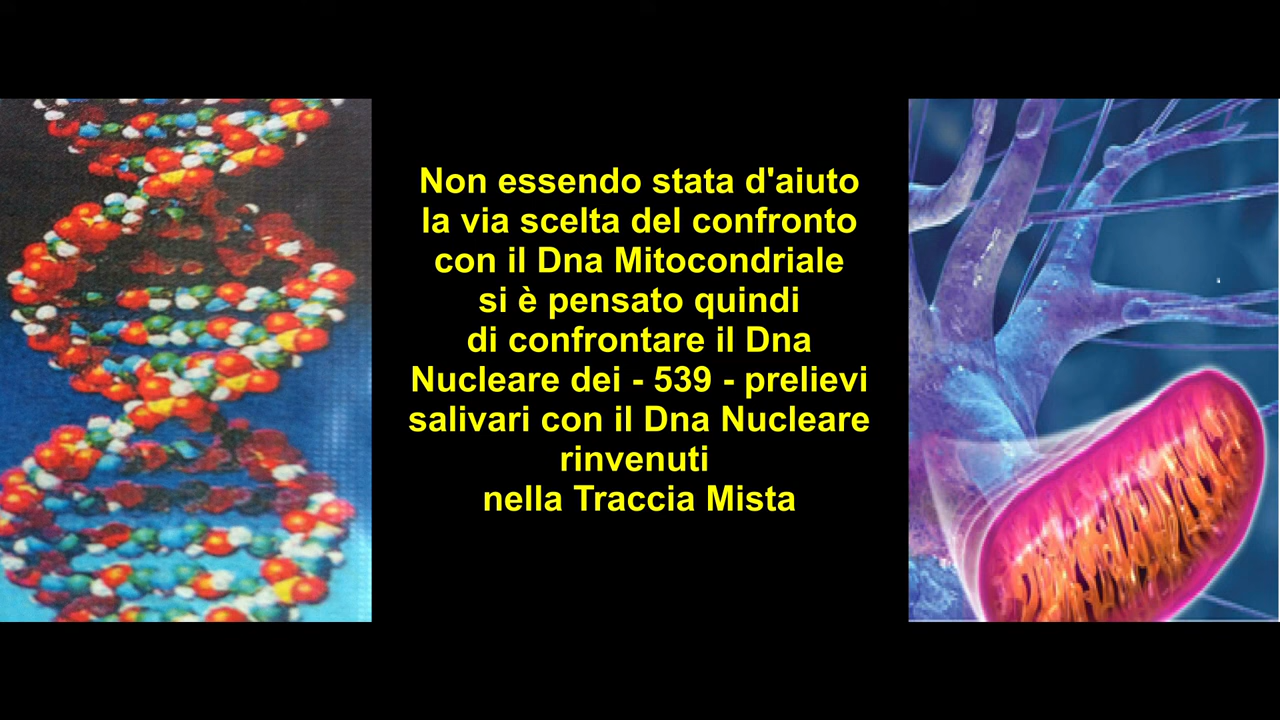 Non essendo stata d'aiuto
la via scelta del confronto
con il Dna Mitocondriale
si è pensato quindi
di confrontare il Dna
Nucleare dei - 539 - prelievi
salivari con il Dna Nucleare
rinvenuti
nella Traccia Mista